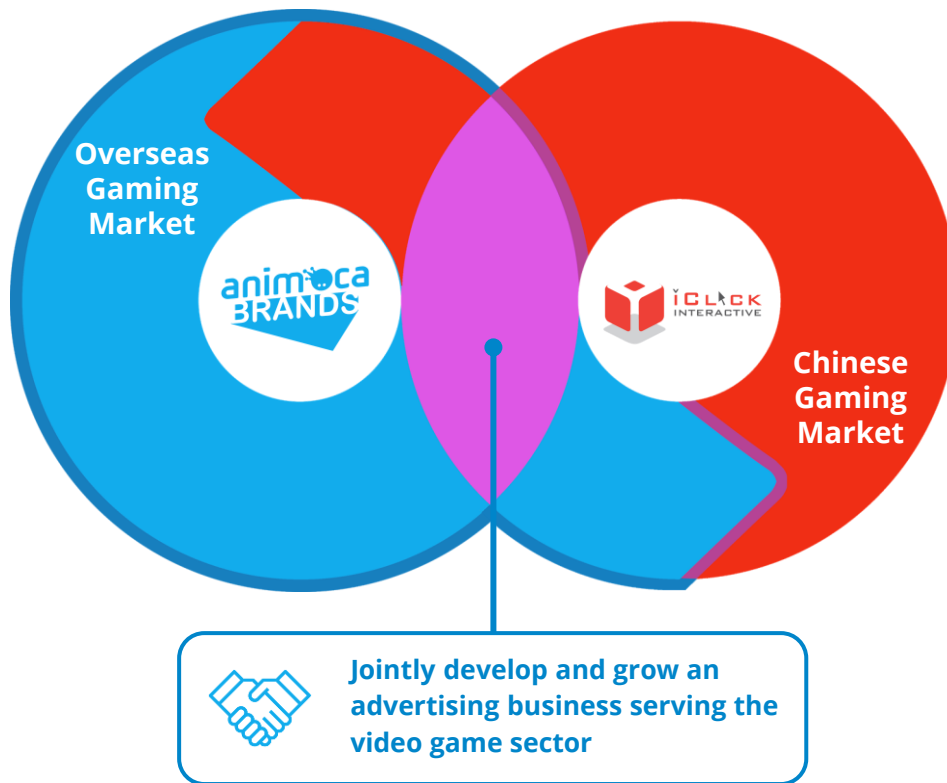 Overseas
Gaming
Market
animoca
BRANDS
iCLiCK
INTERACTIVE
Chinese
Gaming
Market
Jointly develop and grow an
advertising business serving the
video game sector